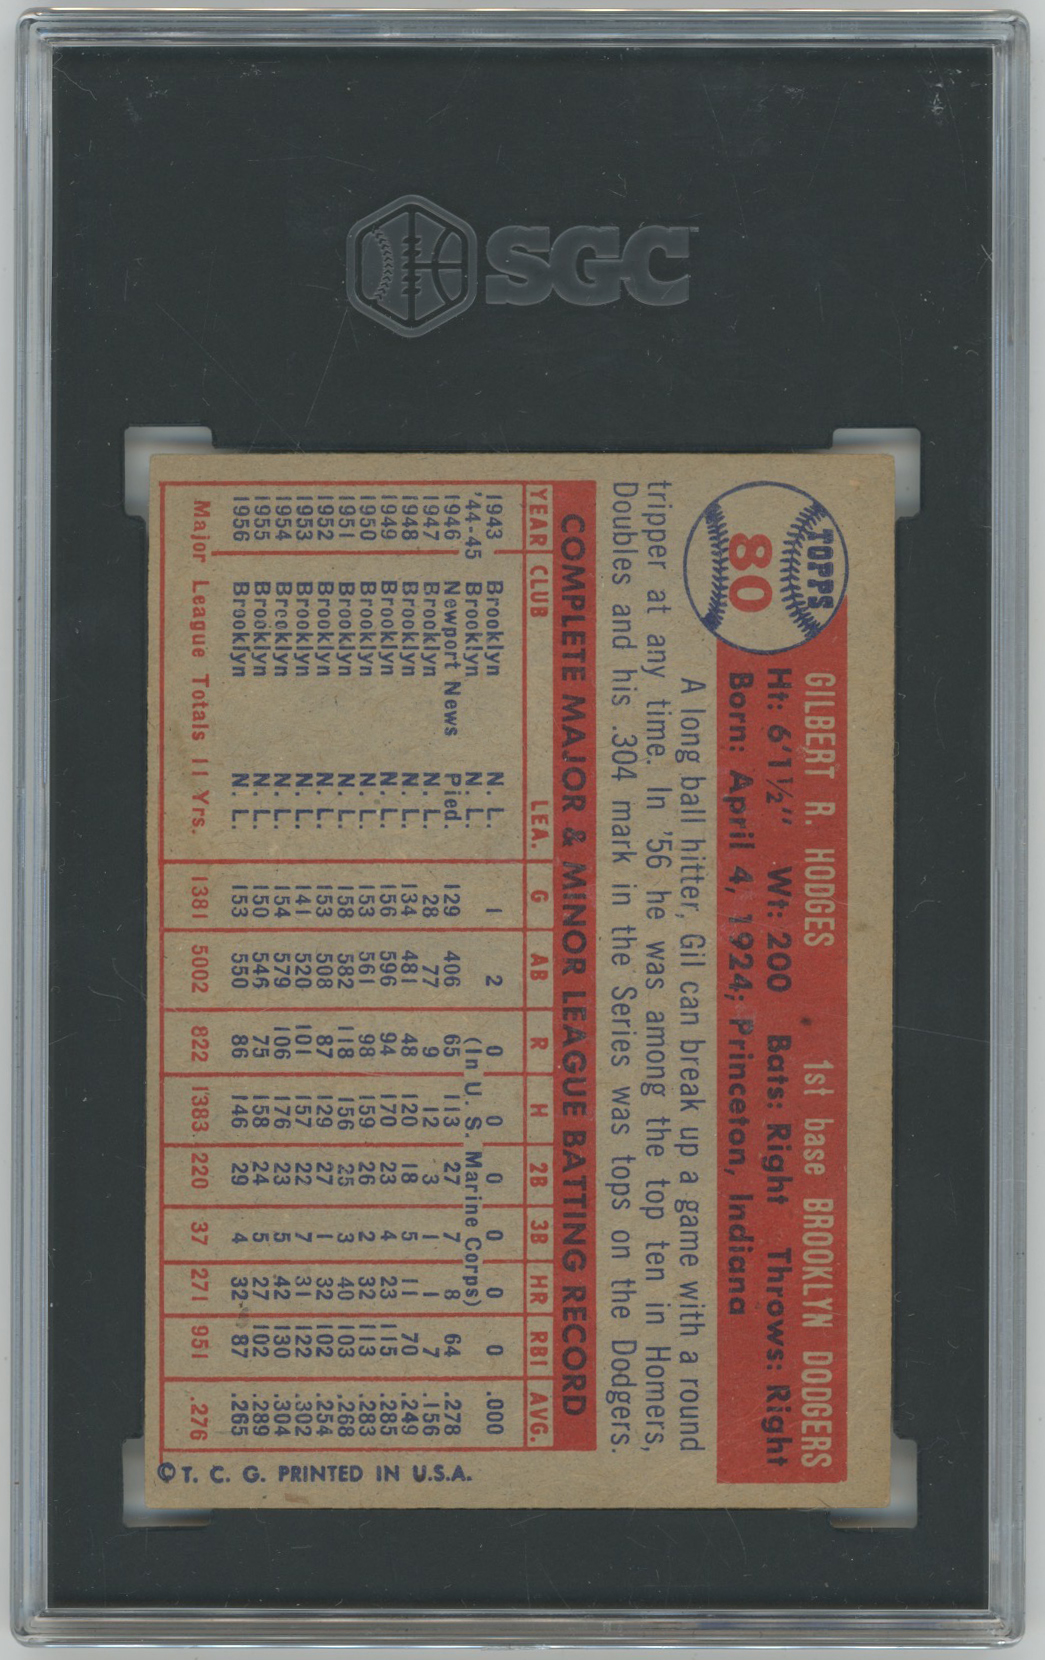 SGC
TOPPS
80
GILBERT R. HODGES 1st base BROOKLYN DODGERS
Ht: 6'1½" Wt: 200 Bats: Right Throws: Right
Born: April 4, 1924; Princeton, Indiana
A long ball hitter, Gil can break up a game with a round
tripper at any time. In '56 he was among the top ten in Homers,
Doubles and his .304 mark in the Series was tops on the Dodgers.
COMPLETE MAJOR & MINOR LEAGUE BATTING RECORD
YEAR CLUB LEA. G AB R H 2B 3B HR RBI AVG.
1943 Brooklyn N. L. 1 2 0 0 0 0 0 0 .000
'44-45 Brooklyn N. L. (In U. S. Marine Corps)
1946 Newport News Pied. 129 406 65 113 27 7 8 64 .278
1947 Brooklyn N. L. 28 77 9 12 3 1 1 7 .156
1948 Brooklyn N. L. 134 481 48 120 18 5 11 70 .249
1949 Brooklyn N. L. 156 596 94 170 23 4 23 115 .285
1950 Brooklyn N. L. 153 561 98 159 26 2 32 113 .283
1951 Brooklyn N. L. 158 582 118 156 25 3 40 103 .268
1952 Brooklyn N. L. 153 508 87 129 27 1 32 102 .254
1953 Brooklyn N. L. 141 520 101 157 22 7 31 122 .302
1954 Brooklyn N. L. 154 579 106 176 23 5 42 130 .304
1955 Brooklyn N. L. 150 546 75 158 24 5 27 102 .289
1956 Brooklyn N. L. 153 550 86 146 29 4 32 87 .265
Major League Totals 11 Yrs. 1381 5002 822 1383 220 37 271 951 .276
© T. C. G. PRINTED IN U.S.A.